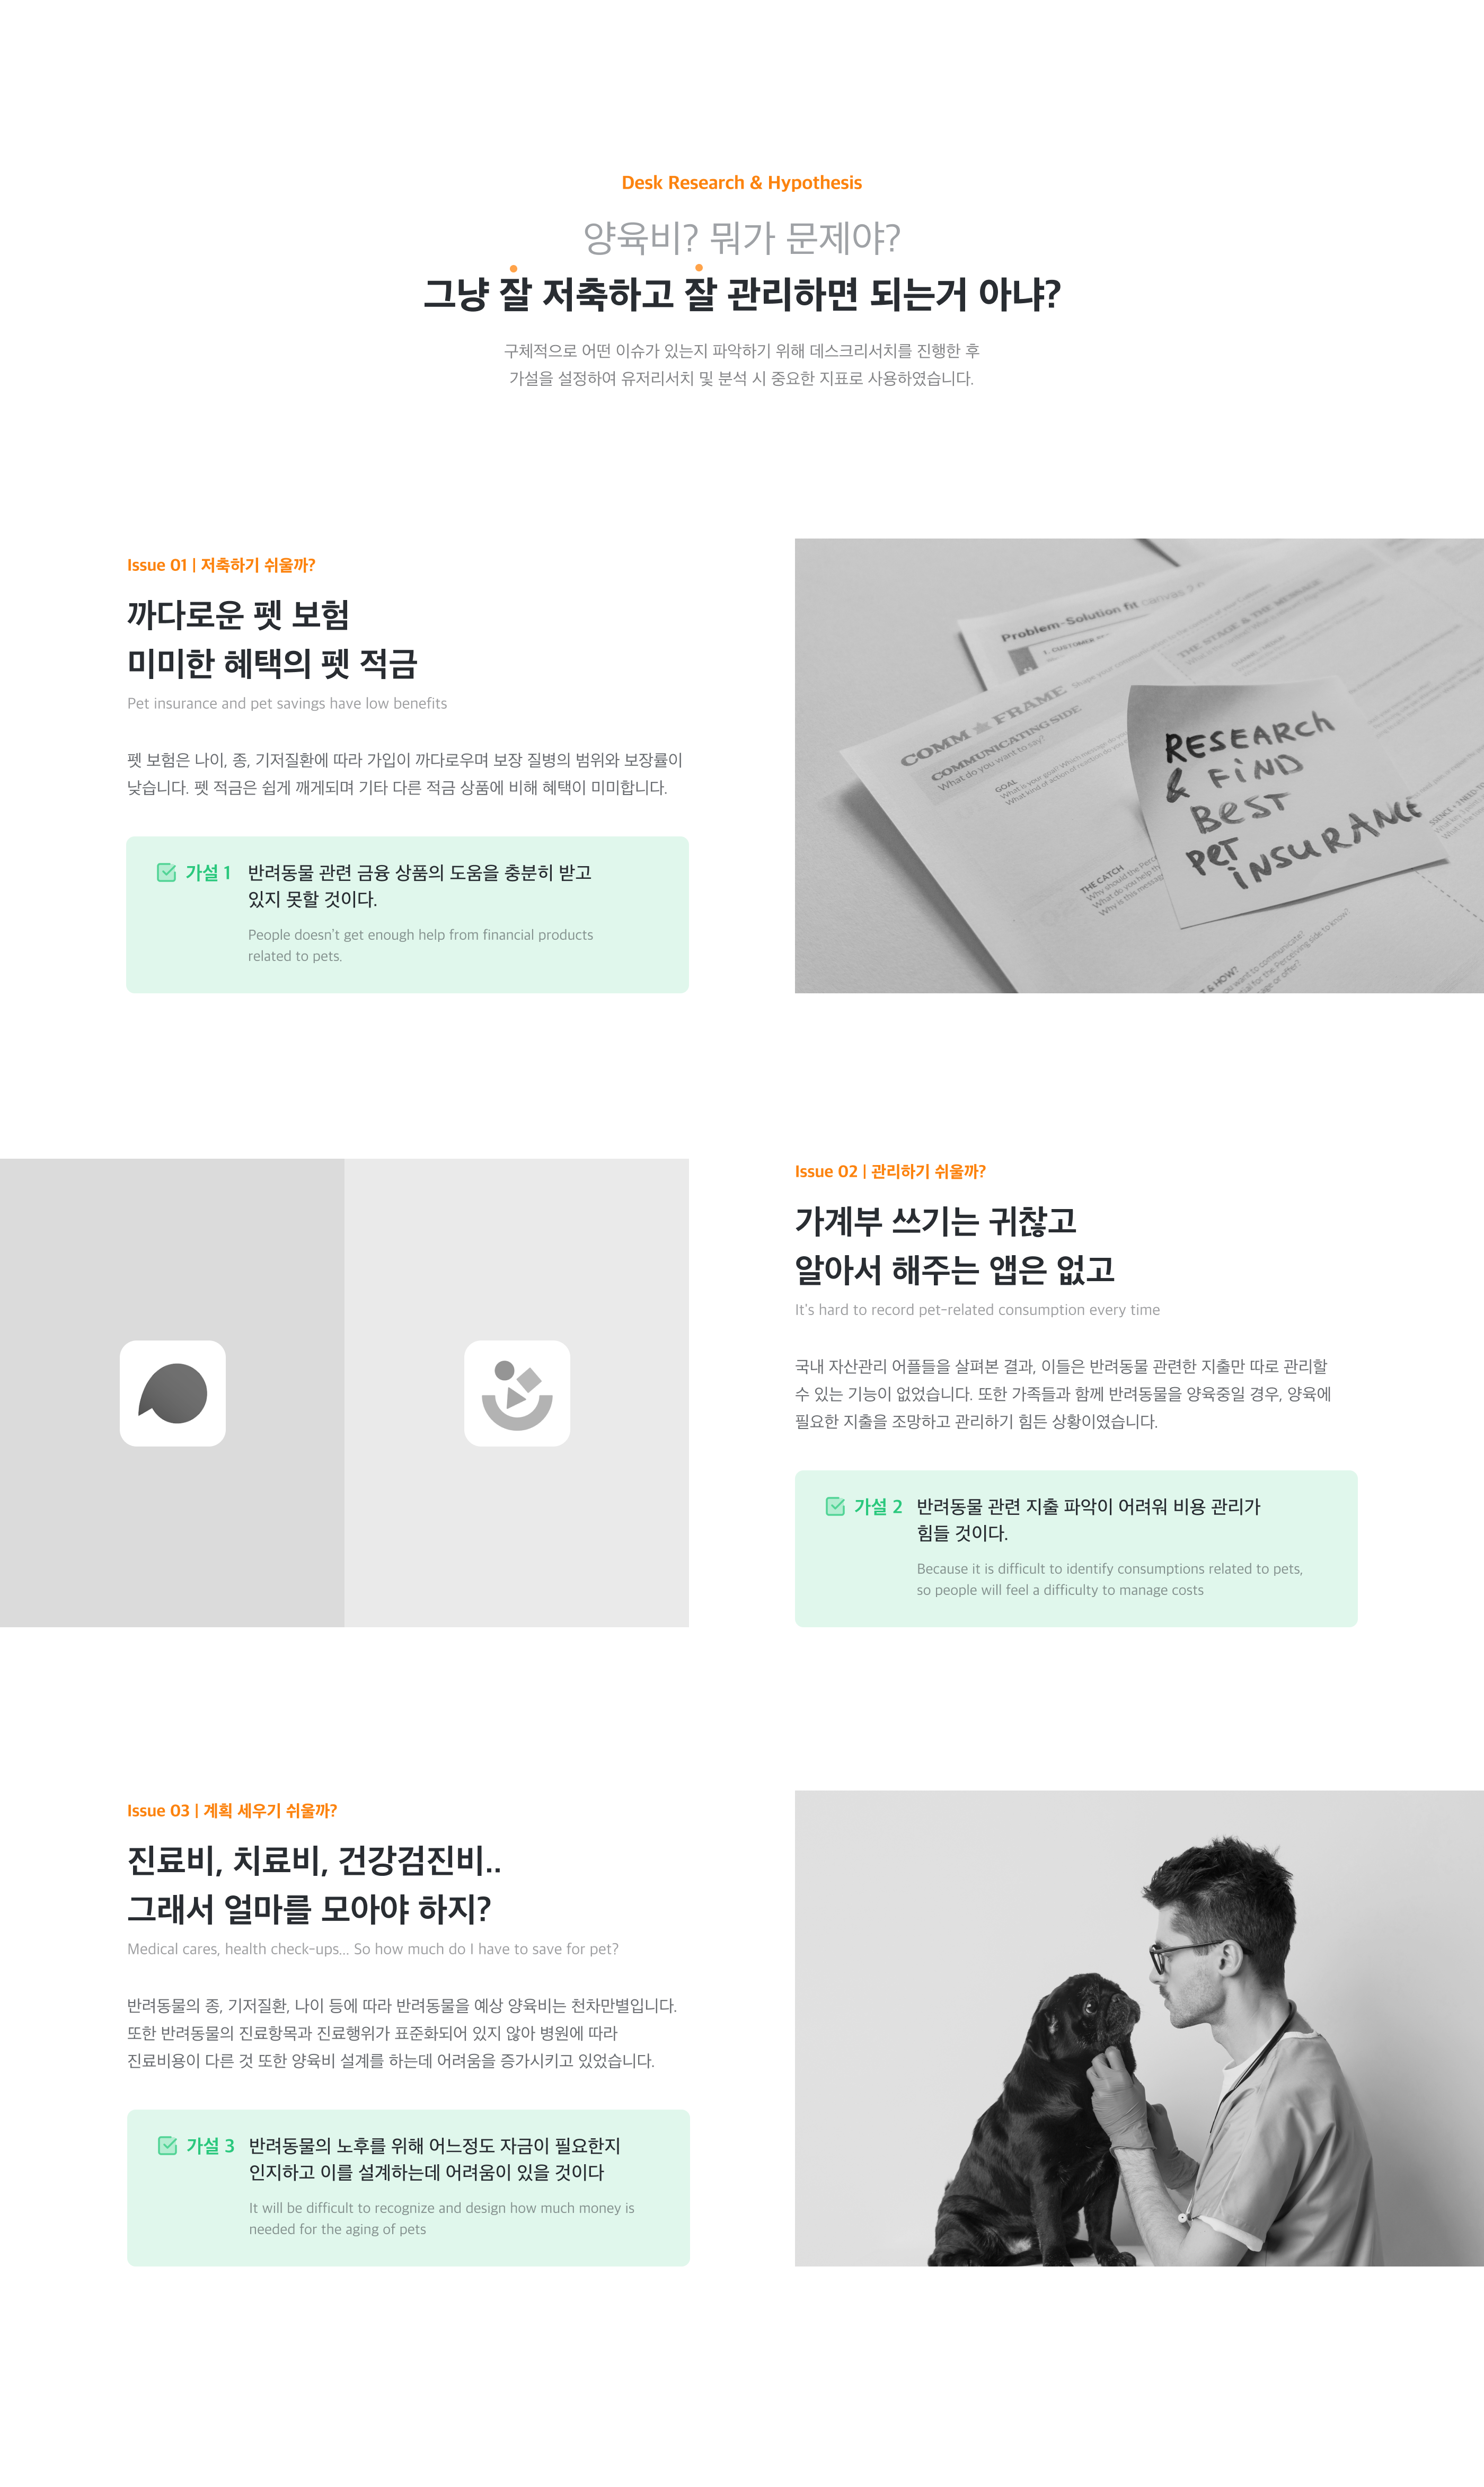 Desk Research & Hypothesis
양육비? 뭐가 문제야?
그냥 잘 저축하고 잘 관리하면 되는거 아냐?
구체적으로 어떤 이슈가 있는지 파악하기 위해 데스크리서치를 진행한 후
가설을 설정하여 유저리서치 및 분석 시 중요한 지표로 사용하였습니다.
Issue 01 | 저축하기 쉬울까?
까다로운 펫 보험
미미한 혜택의 펫 적금
Pet insurance and pet savings have low benefits
펫 보험은 나이, 종, 기저질환에 따라 가입이 까다로우며 보장 질병의 범위와 보장률이
낮습니다. 펫 적금은 쉽게 깨게되며 기타 다른 적금 상품에 비해 혜택이 미미합니다.
가설 1 반려동물 관련 금융 상품의 도움을 충분히 받고
있지 못할 것이다.
People doesn't get enough help from financial products
related to pets.
Problem-Solution fit canvas
THE STAGE & THE MESSAGE
COMM FRAME
COMMUNICATING SIDE
What do you want to say?
GOAL
THE CATCH
RESEARCH
& FIND
BEST
PET
INSURANCE
Issue 02 | 관리하기 쉬울까?
가계부 쓰기는 귀찮고
알아서 해주는 앱은 없고
It's hard to record pet-related consumption every time
국내 자산관리 어플들을 살펴본 결과, 이들은 반려동물 관련한 지출만 따로 관리할
수 있는 기능이 없었습니다. 또한 가족들과 함께 반려동물을 양육중일 경우, 양육에
필요한 지출을 조망하고 관리하기 힘든 상황이였습니다.
가설 2 반려동물 관련 지출 파악이 어려워 비용 관리가
힘들 것이다.
Because it is difficult to identify consumptions related to pets,
so people will feel a difficulty to manage costs
Issue 03 | 계획 세우기 쉬울까?
진료비, 치료비, 건강검진비..
그래서 얼마를 모아야 하지?
Medical cares, health check-ups... So how much do I have to save for pet?
반려동물의 종, 기저질환, 나이 등에 따라 반려동물을 예상 양육비는 천차만별입니다.
또한 반려동물의 진료항목과 진료행위가 표준화되어 있지 않아 병원에 따라
진료비용이 다른 것 또한 양육비 설계를 하는데 어려움을 증가시키고 있었습니다.
가설 3 반려동물의 노후를 위해 어느정도 자금이 필요한지
인지하고 이를 설계하는데 어려움이 있을 것이다
It will be difficult to recognize and design how much money is
needed for the aging of pets